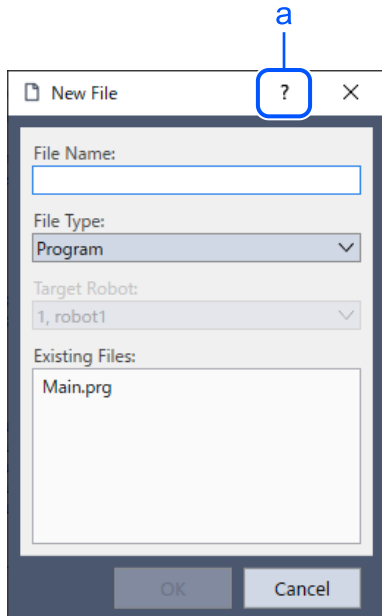 a
New File
?
File Name:
File Type:
Program
Target Robot:
1, robot1
Existing Files:
Main.prg
OK
Cancel